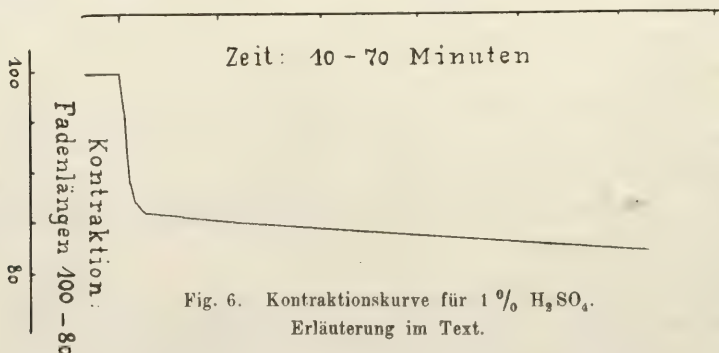 Zeit: 10 - 70 Minuten
100
80
Kontraktion:
Fadenlängen 100 - 80
Fig. 6. Kontraktionskurve für 1 % H₂SO₄.
Erläuterung im Text.